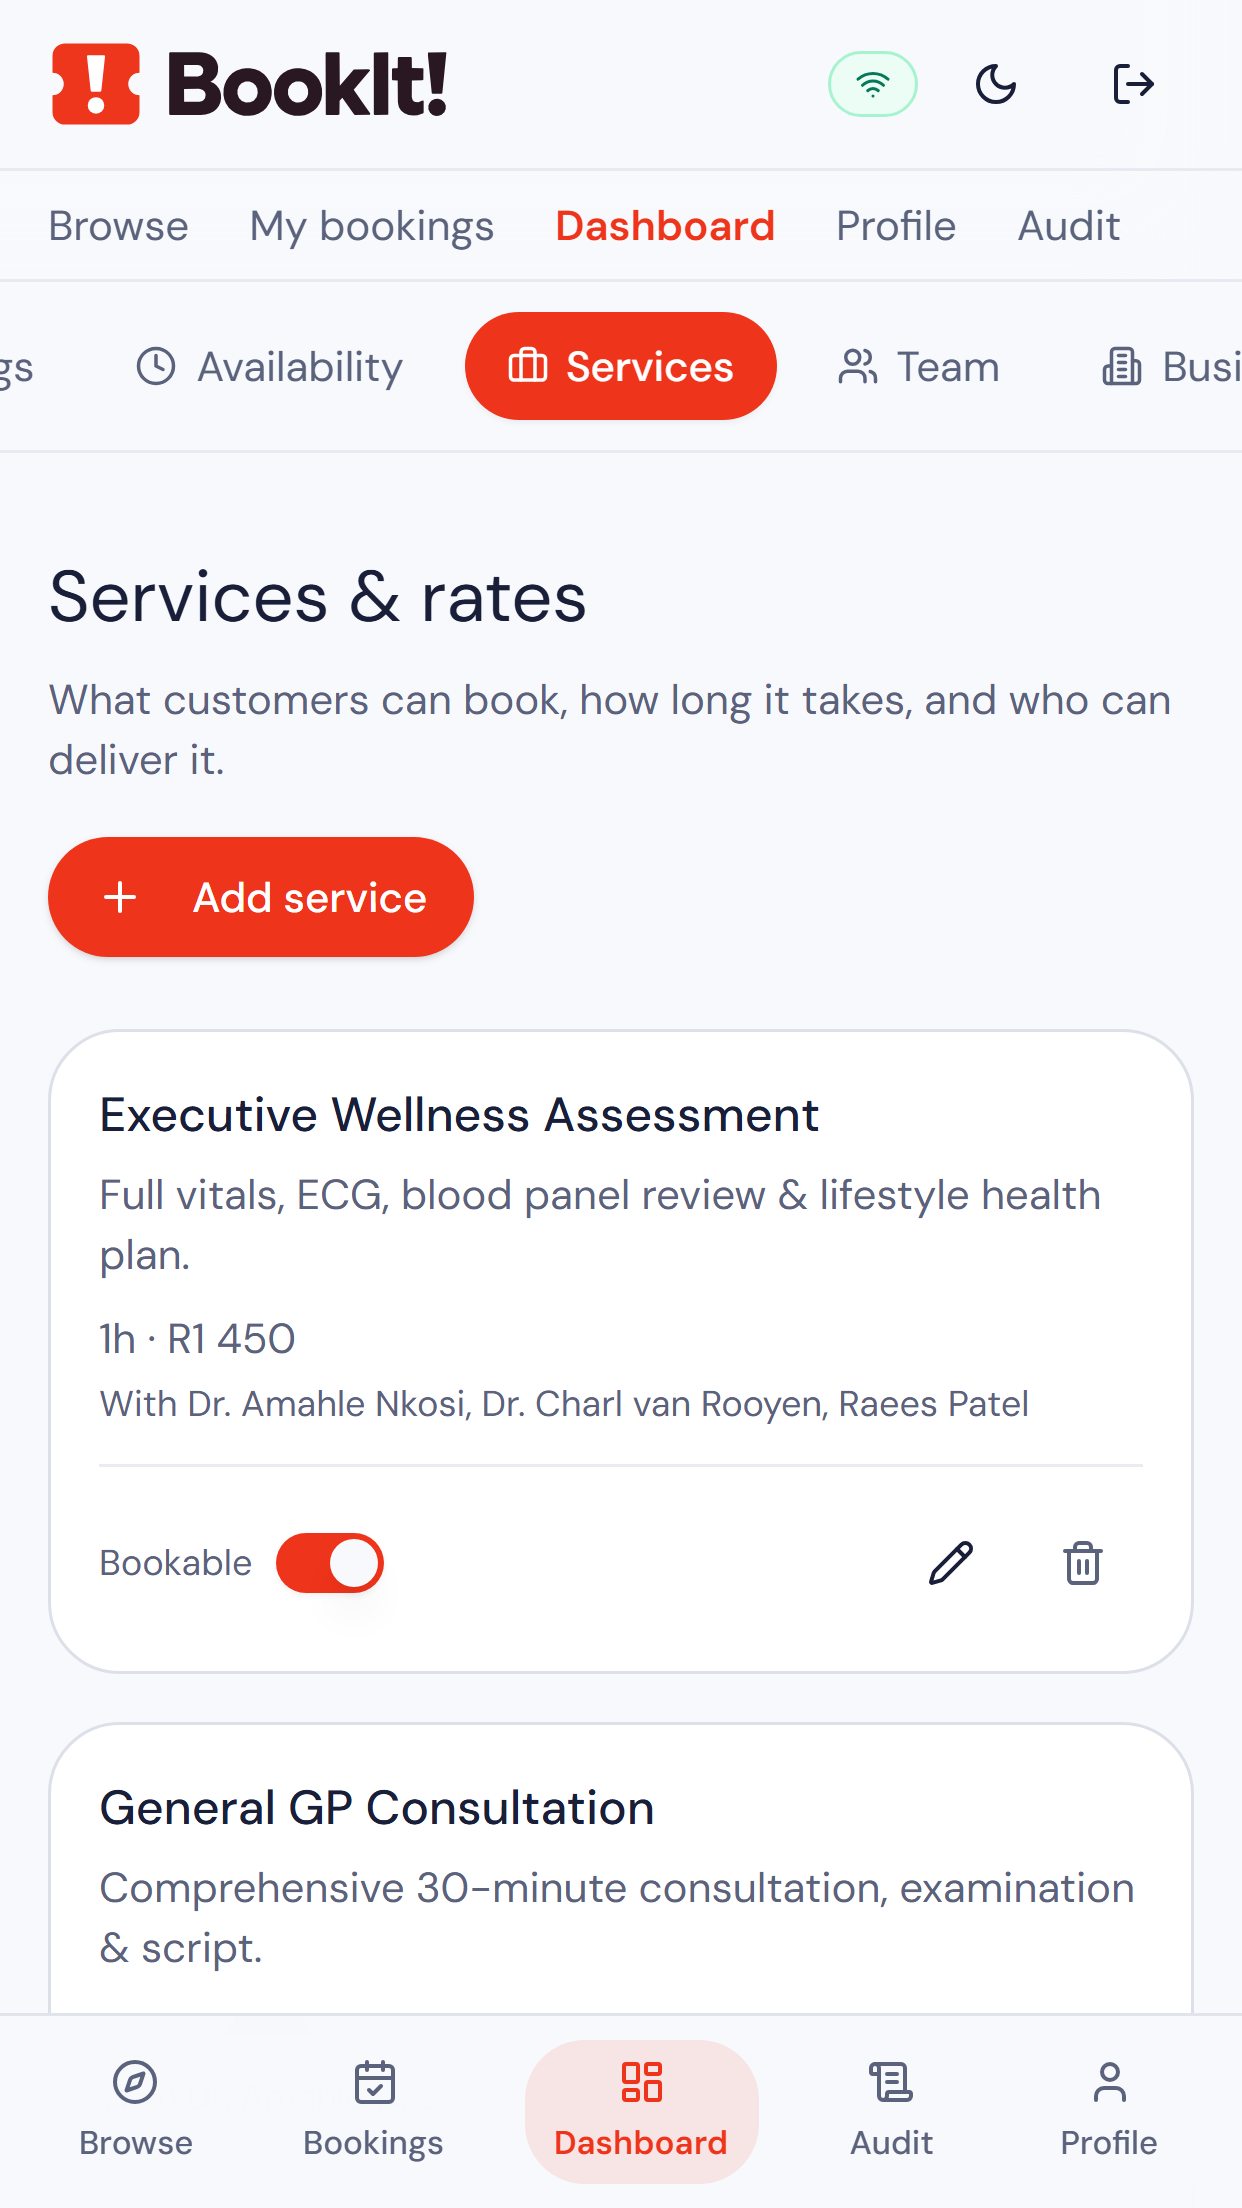 BookIt!
Browse My bookings Dashboard Profile Audit
gs Availability Services Team Busi
Services & rates
What customers can book, how long it takes, and who can
deliver it.
+ Add service
Executive Wellness Assessment
Full vitals, ECG, blood panel review & lifestyle health
plan.
1h · R1 450
With Dr. Amahle Nkosi, Dr. Charl van Rooyen, Raees Patel
Bookable
General GP Consultation
Comprehensive 30-minute consultation, examination
& script.
Browse Bookings Dashboard Audit Profile